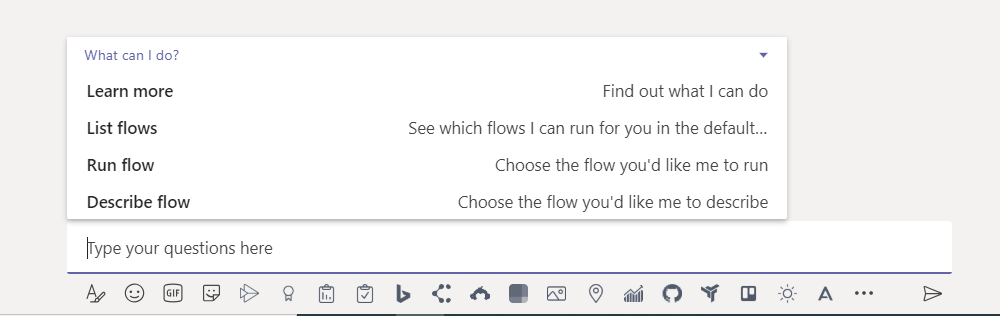 What can I do?
Learn more Find out what I can do
List flows See which flows I can run for you in the default...
Run flow Choose the flow you'd like me to run
Describe flow Choose the flow you'd like me to describe
Type your questions here
GIF